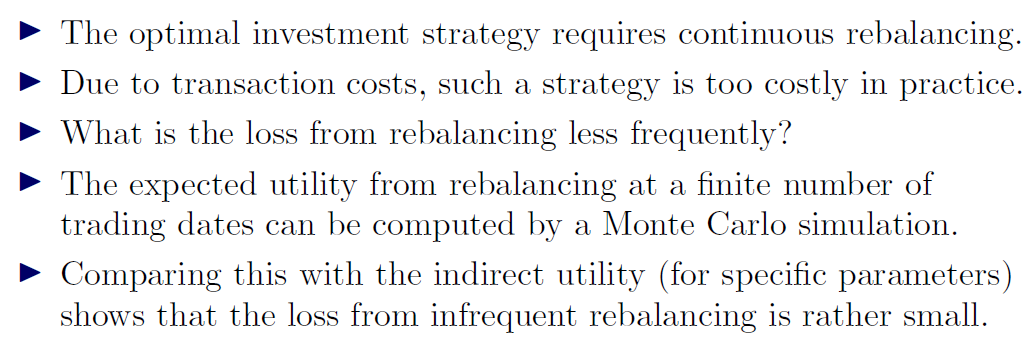 The optimal investment strategy requires continuous rebalancing.
Due to transaction costs, such a strategy is too costly in practice.
What is the loss from rebalancing less frequently?
The expected utility from rebalancing at a finite number of
trading dates can be computed by a Monte Carlo simulation.
Comparing this with the indirect utility (for specific parameters)
shows that the loss from infrequent rebalancing is rather small.